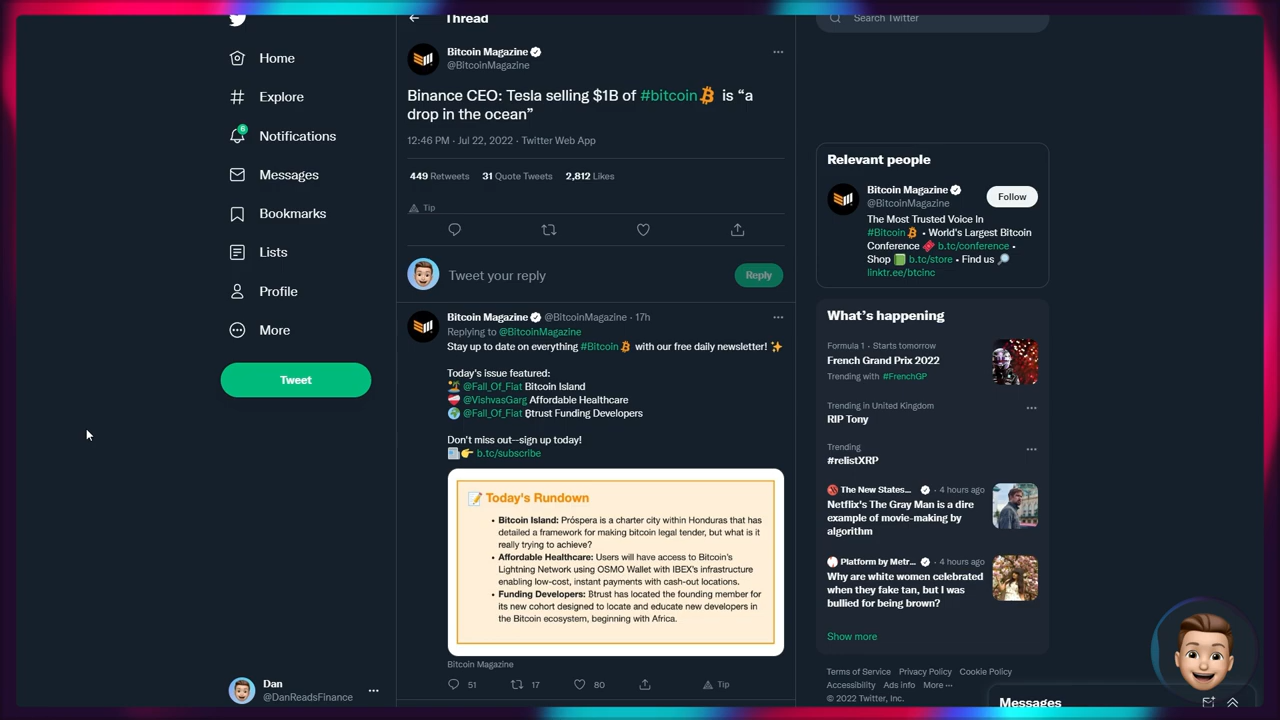 Thread
Search Twitter
Home
Explore
6
Notifications
Messages
Bookmarks
Lists
Profile
More
Tweet
Dan
@DanReadsFinance
Bitcoin Magazine
@BitcoinMagazine
Binance CEO: Tesla selling $1B of #bitcoin is “a
drop in the ocean”
12:46 PM · Jul 22, 2022 · Twitter Web App
449 Retweets 31 Quote Tweets 2,812 Likes
Tip
Tweet your reply
Reply
Bitcoin Magazine @BitcoinMagazine · 17h
Replying to @BitcoinMagazine
Stay up to date on everything #Bitcoin with our free daily newsletter! ✨
Today's issue featured:
🏝️ @Fall_Of_Fiat Bitcoin Island
@VishvasGarg Affordable Healthcare
🌍 @Fall_Of_Fiat ₿trust Funding Developers
Don't miss out—sign up today!
👉 b.tc/subscribe
Today's Rundown
• Bitcoin Island: Próspera is a charter city within Honduras that has
detailed a framework for making bitcoin legal tender, but what is it
really trying to achieve?
• Affordable Healthcare: Users will have access to Bitcoin's
Lightning Network using OSMO Wallet with IBEX's infrastructure
enabling low-cost, instant payments with cash-out locations.
• Funding Developers: ₿trust has located the founding member for
its new cohort designed to locate and educate new developers in
the Bitcoin ecosystem, beginning with Africa.
Bitcoin Magazine
51 17 80 Tip
Relevant people
Bitcoin Magazine
@BitcoinMagazine
Follow
The Most Trusted Voice In
#Bitcoin • World's Largest Bitcoin
Conference b.tc/conference •
Shop b.tc/store • Find us
linktr.ee/btcinc
What's happening
Formula 1 · Starts tomorrow
French Grand Prix 2022
Trending with #FrenchGP
Trending in United Kingdom
RIP Tony
Trending
#relistXRP
The New States... · 4 hours ago
Netflix's The Gray Man is a dire
example of movie-making by
algorithm
Platform by Metr... · 4 hours ago
Why are white women celebrated
when they fake tan, but I was
bullied for being brown?
Show more
Terms of Service Privacy Policy Cookie Policy
Accessibility Ads info More ···
© 2022 Twitter, Inc.
Messages